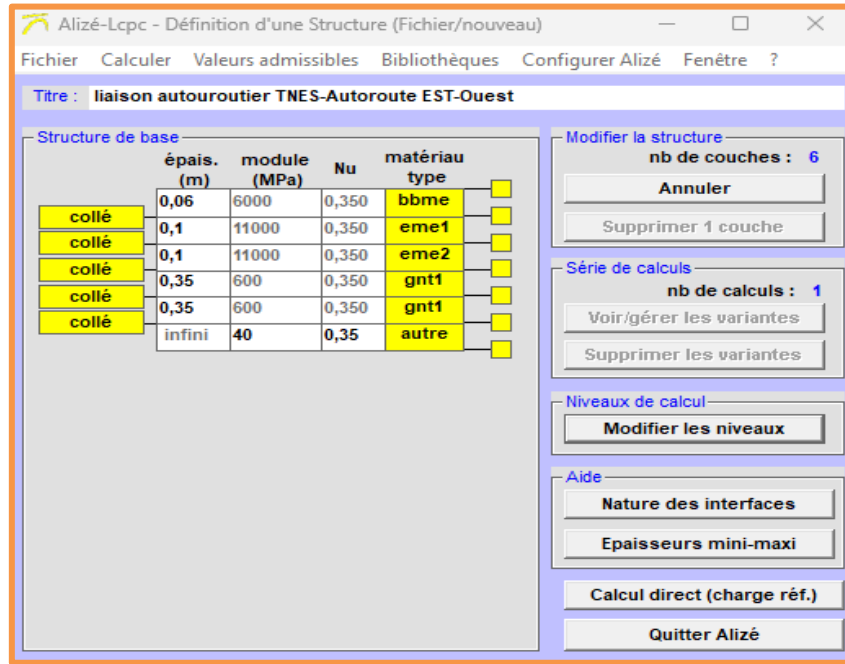 Alizé-Lcpc - Définition d'une Structure (Fichier/nouveau)
Fichier Calculer Valeurs admissibles Bibliothèques Configurer Alizé Fenêtre ?
Titre : liaison autouroutier TNES-Autoroute EST-Ouest
Structure de base
épais. (m) module (MPa) Nu matériau type
0,06 6000 0,350 bbme
collé
0,1 11000 0,350 eme1
collé
0,1 11000 0,350 eme2
collé
0,35 600 0,350 gnt1
collé
0,35 600 0,350 gnt1
collé
infini 40 0,35 autre
Modifier la structure
nb de couches : 6
Annuler
Supprimer 1 couche
Série de calculs
nb de calculs : 1
Voir/gérer les variantes
Supprimer les variantes
Niveaux de calcul
Modifier les niveaux
Aide
Nature des interfaces
Epaisseurs mini-maxi
Calcul direct (charge réf.)
Quitter Alizé